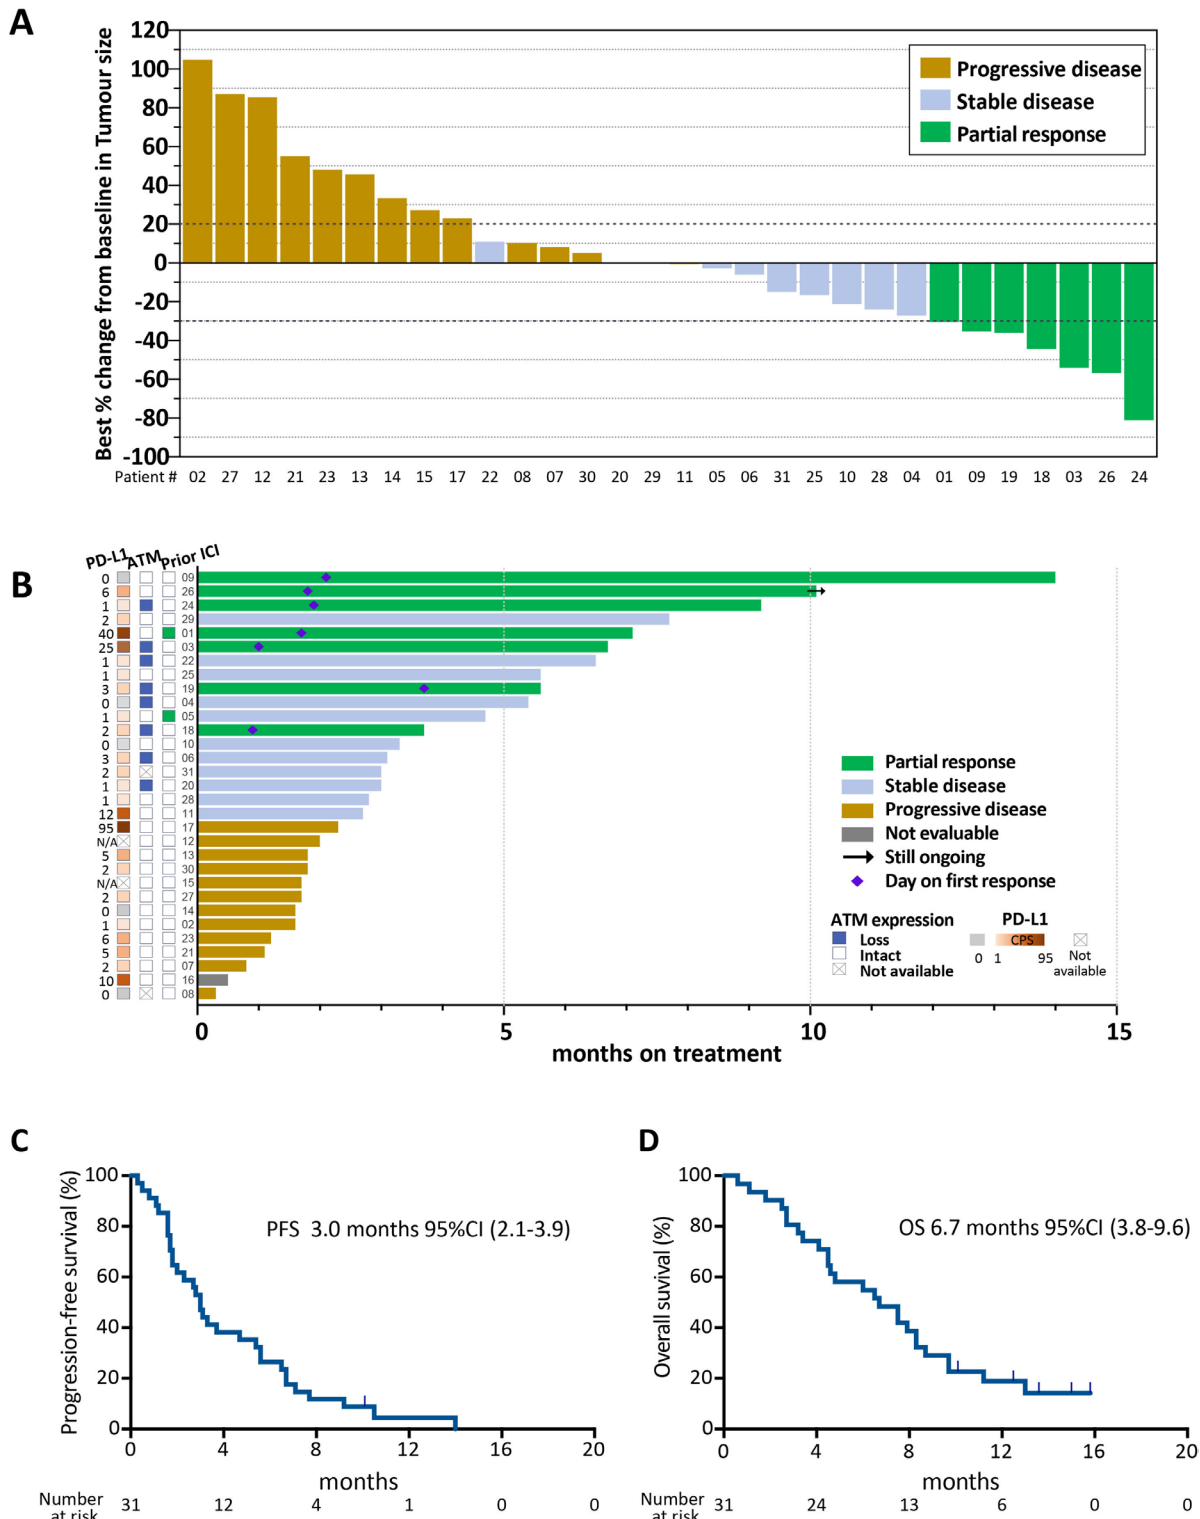 A
Best % change from baseline in Tumour size
120
100
80
60
40
20
0
-20
-40
-60
-80
-100
Progressive disease
Stable disease
Partial response
Patient # 02 27 12 21 23 13 14 15 17 22 08 07 30 20 29 11 05 06 31 25 10 28 04 01 09 19 18 03 26 24
B
PD-L1 ATM Prior ICI
0 09
6 26
1 24
2 29
40 01
25 03
1 22
1 25
3 19
0 04
1 05
2 18
0 10
3 06
2 31
1 20
1 28
12 11
95 17
N/A 12
5 13
2 30
N/A 15
2 27
0 14
1 02
6 23
5 21
2 07
10 16
0 08
Partial response
Stable disease
Progressive disease
Not evaluable
Still ongoing
Day on first response
ATM expression
Loss
Intact
Not available
PD-L1
CPS
0 1 95
Not
available
0 5 10 15
months on treatment
C
Progression-free survival (%)
100
80
60
40
20
0
PFS 3.0 months 95%CI (2.1-3.9)
0 4 8 12 16 20
months
Number
at risk
31 12 4 1 0 0
D
Overall suvival (%)
100
80
60
40
20
0
OS 6.7 months 95%CI (3.8-9.6)
0 4 8 12 16 20
months
Number
at risk
31 24 13 6 0 0